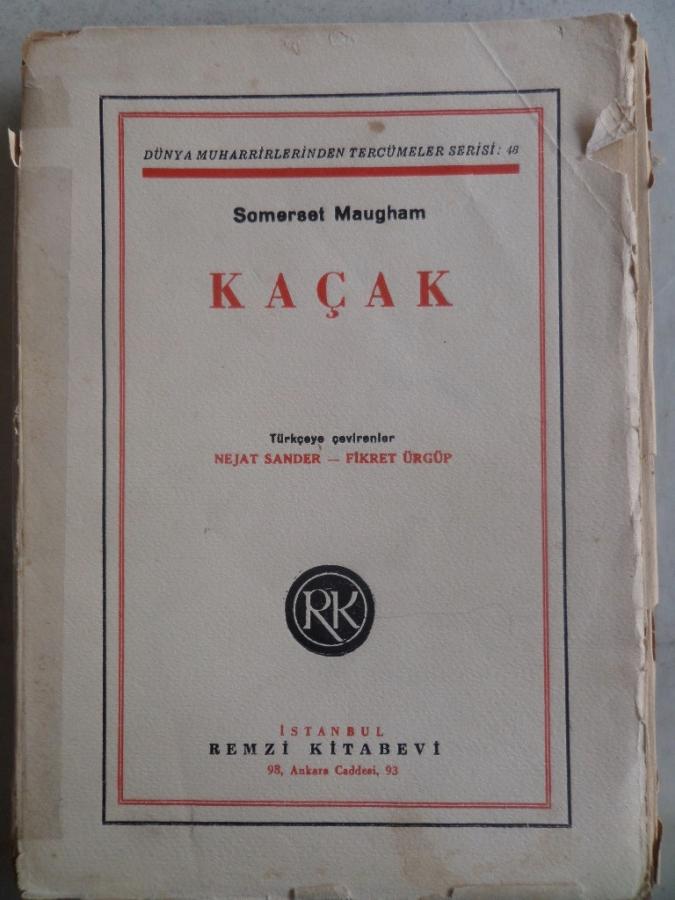 DÜNYA MUHARRİRLERİNDEN TERCÜMELER SERİSİ: 48
Somerset Maugham
KAÇAK
Türkçeye çevirenler
NEJAT SANDER — FİKRET ÜRGÜP
RK
İSTANBUL
REMZİ KİTABEVİ
98, Ankara Caddesi, 93